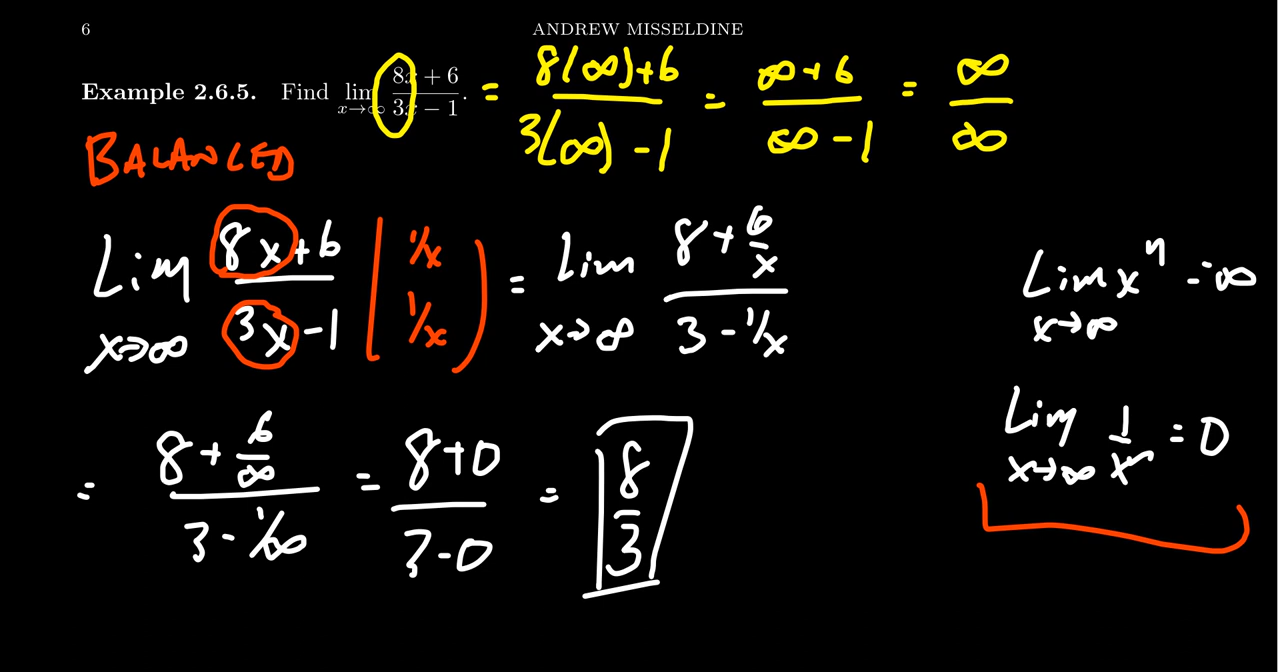 6 ANDREW MISSELDINE
Example 2.6.5. Find lim x→∞ (8x + 6)/(3x − 1). = (8(∞)+6)/(3(∞) −1) = (∞+6)/(∞−1) = ∞/∞
BALANCED
Lim x→∞ (8x+6)/(3x−1) ( (1/x)/(1/x) ) = Lim x→∞ (8+6/x)/(3−1/x)
Lim x→∞ xⁿ = ∞
= (8+6/∞)/(3−1/∞) = (8+0)/(3−0) = 8/3
Lim x→∞ 1/xⁿ = 0